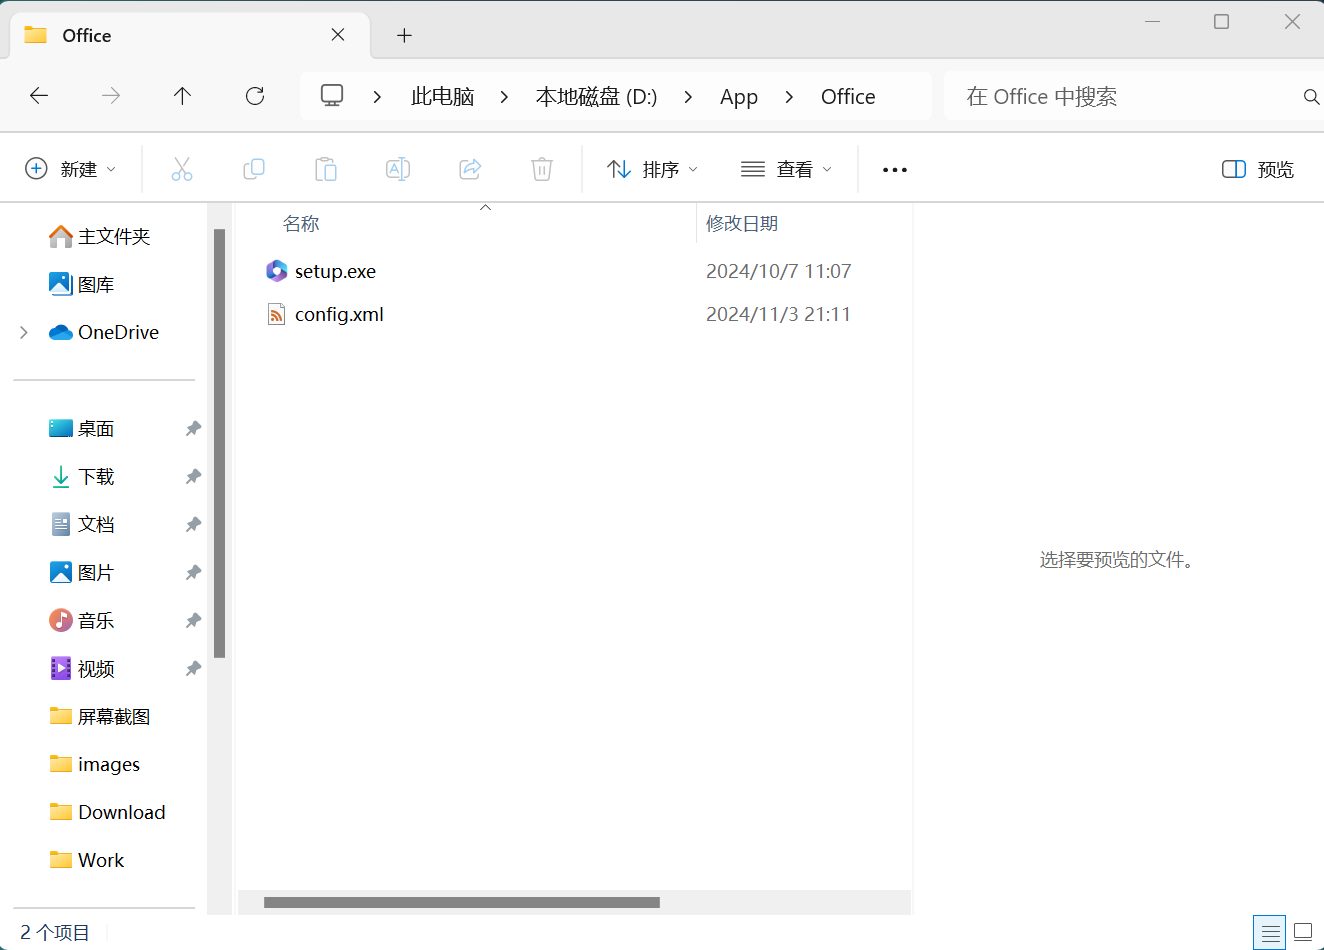 Office
此电脑 本地磁盘 (D:) App Office 在 Office 中搜索
新建 排序 查看 预览
名称 修改日期
主文件夹
图库
OneDrive
桌面
下载
文档
图片
音乐
视频
屏幕截图
images
Download
Work
setup.exe 2024/10/7 11:07
config.xml 2024/11/3 21:11
选择要预览的文件。
2 个项目